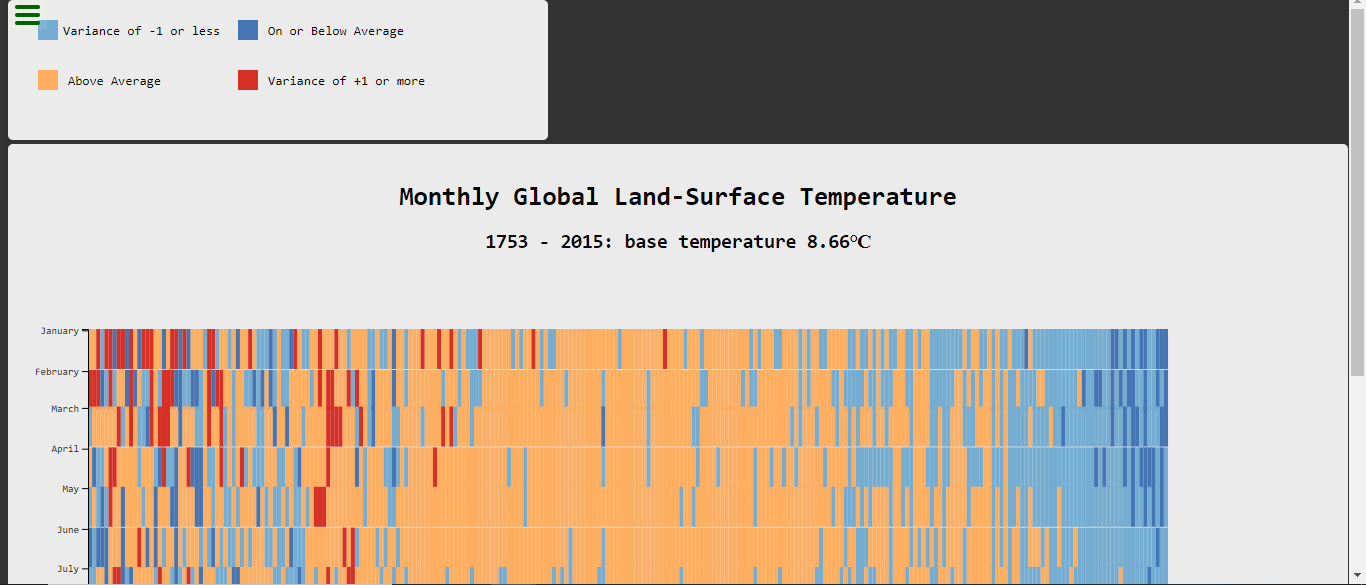 Variance of -1 or less On or Below Average
Above Average Variance of +1 or more
Monthly Global Land-Surface Temperature
1753 - 2015: base temperature 8.66℃
January
February
March
April
May
June
July